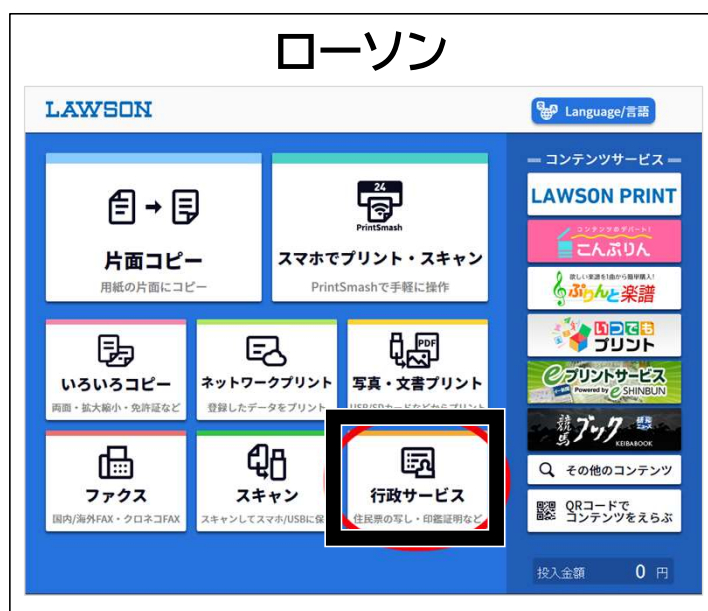 ローソン
LAWSON
Language/言語
片面コピー
用紙の片面にコピー
24
PrintSmash
スマホでプリント・スキャン
PrintSmashで手軽に操作
いろいろコピー
両面・拡大縮小・免許証など
ネットワークプリント
登録したデータをプリント
PDF
写真・文書プリント
USB/SDカードなどからプリント
ファクス
国内/海外FAX・クロネコFAX
スキャン
スキャンしてスマホ/USBに保
行政サービス
住民票の写し・印鑑証明など
コンテンツサービス
LAWSON PRINT
コンテンツのデパート!
こんぷりん
欲しい楽譜を1曲から簡単購入!
ぷりんと楽譜
いつでも
プリント
eプリントサービス
Powered by e SHINBUN
競馬ブック
KEIBABOOK
その他のコンテンツ
QRコードで
コンテンツをえらぶ
投入金額 0 円